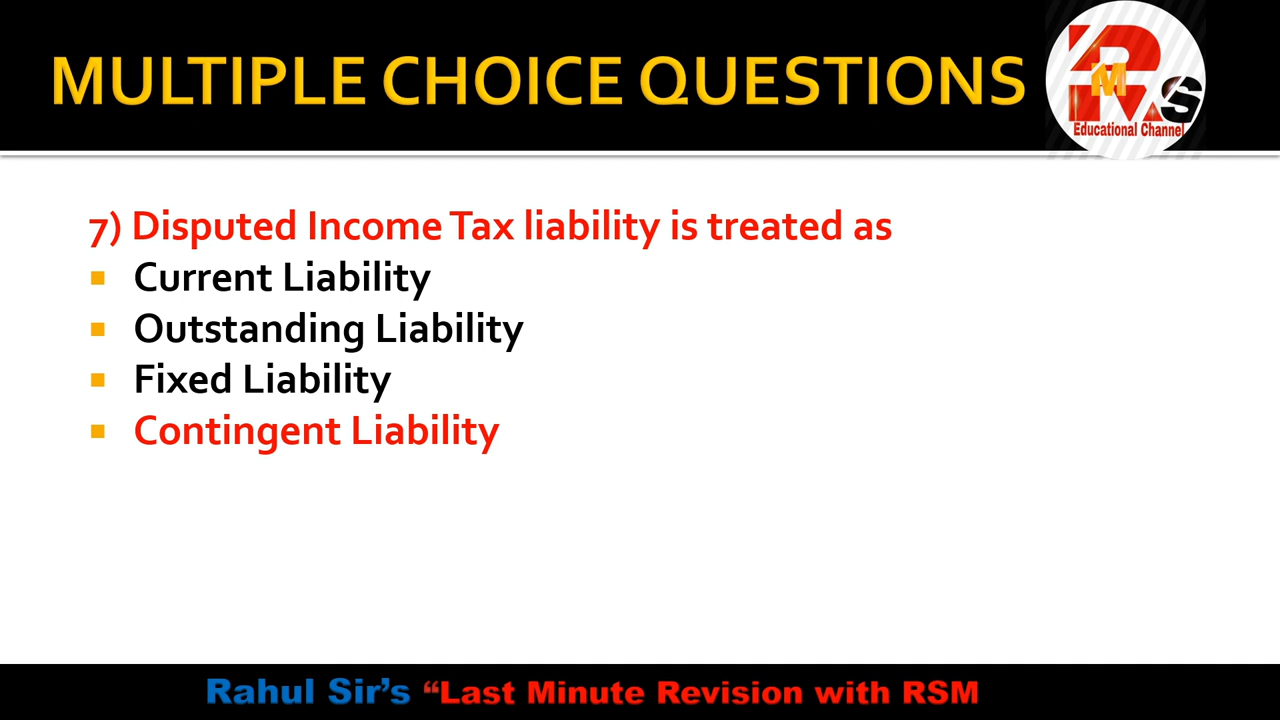 MULTIPLE CHOICE QUESTIONS
RMS
Educational Channel
7) Disputed Income Tax liability is treated as
Current Liability
Outstanding Liability
Fixed Liability
Contingent Liability
Rahul Sir's “Last Minute Revision with RSM